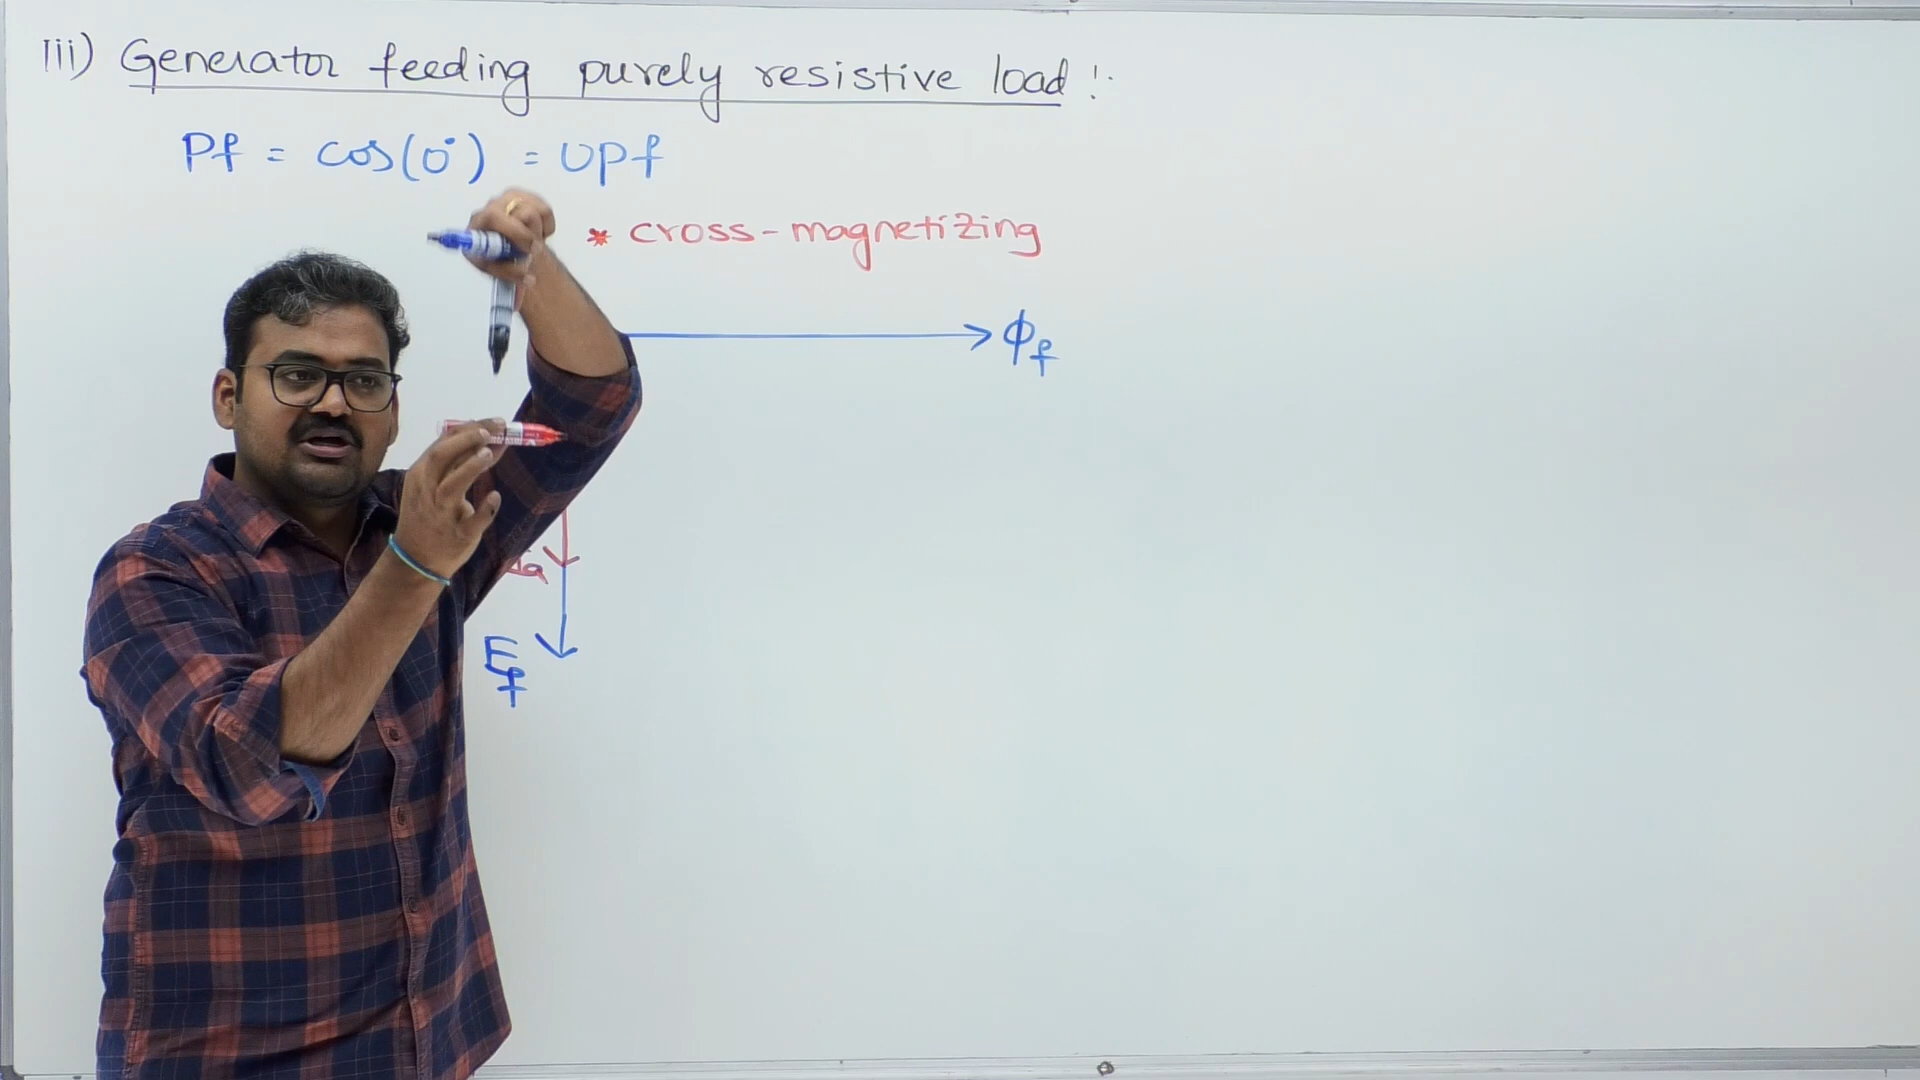 iii) Generator feeding purely resistive load :-
Pf = cos(0°) = UPf
* cross-magnetizing
ϕf
Ef